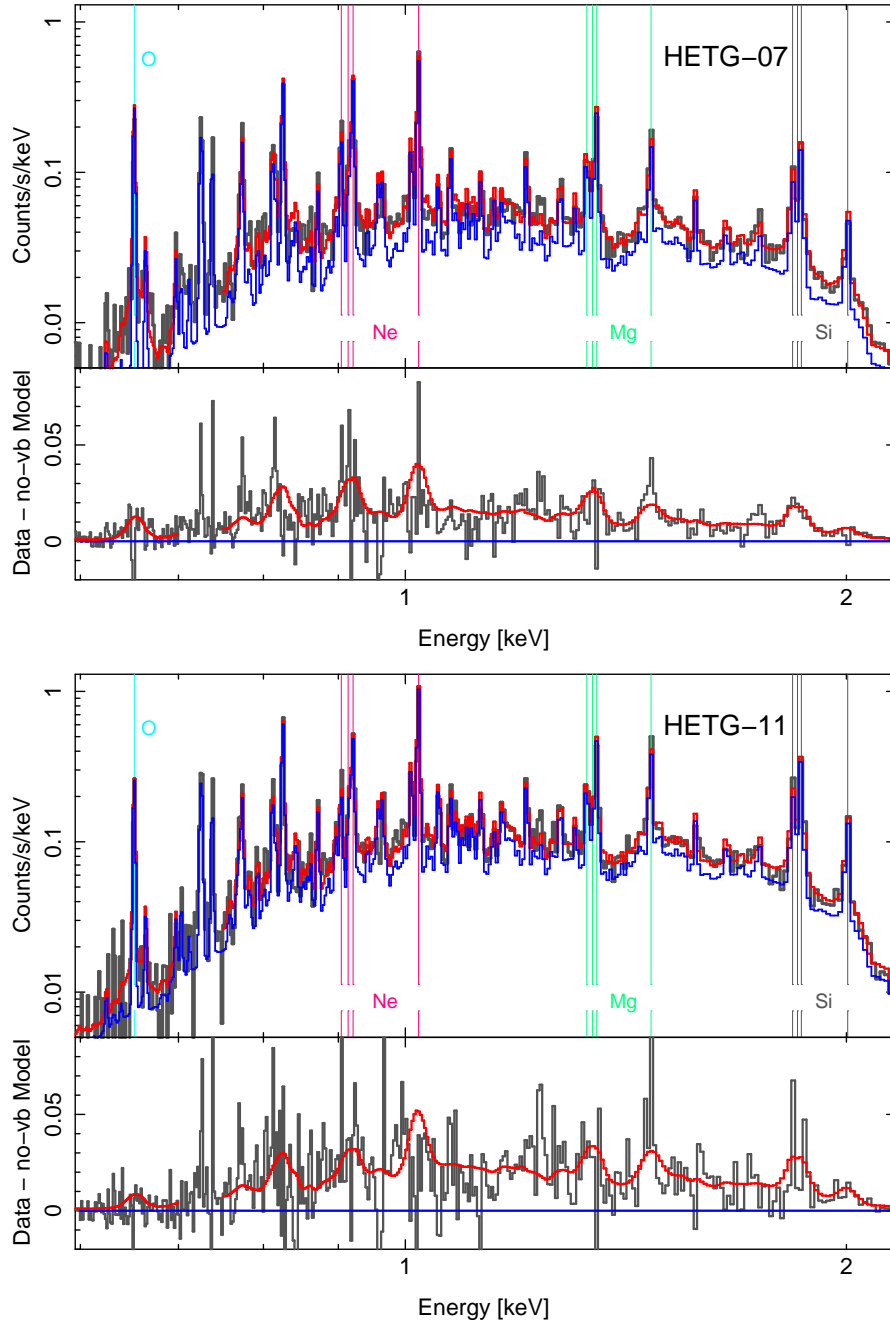 1
0.1
0.01
Counts/s/keV
O
HETG−07
Ne
Mg
Si
0.05
0
Data − no−vb Model
1
2
Energy [keV]
1
0.1
0.01
Counts/s/keV
O
HETG−11
Ne
Mg
Si
0.05
0
Data − no−vb Model
1
2
Energy [keV]